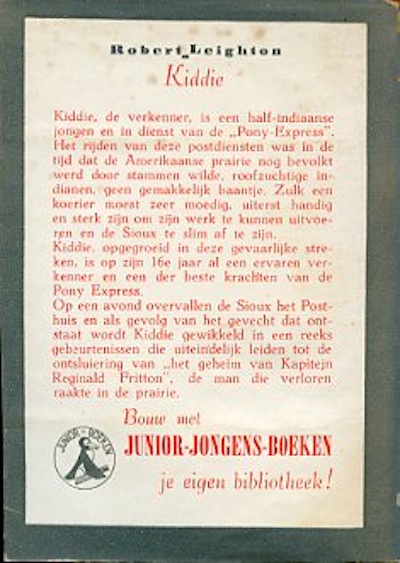 Robert Leighton
Kiddie
Kiddie, de verkenner, is een half-indiaanse
jongen en in dienst van de „Pony-Express".
Het rijden van deze postdiensten was in de
tijd dat de Amerikaanse prairie nog bevolkt
werd door stammen wilde, roofzuchtige in-
dianen, geen gemakkelijk baantje. Zulk een
koerier moest zeer moedig, uiterst handig
en sterk zijn om zijn werk te kunnen uitvoe-
ren en de Sioux te slim af te zijn.
Kiddie, opgegroeid in deze gevaarlijke stre-
ken, is op zijn 16e jaar al een ervaren ver-
kenner en een der beste krachten van de
Pony Express.
Op een avond overvallen de Sioux het Post-
huis en als gevolg van het gevecht dat ont-
staat wordt Kiddie gewikkeld in een reeks
gebeurtenissen die uiteindelijk leiden tot de
ontsluiering van „het geheim van Kapitein
Reginald Fritton", de man die verloren
raakte in de prairie.
Bouw met
JUNIOR-JONGENS-BOEKEN
je eigen bibliotheek!
JUNIOR-BOEKEN